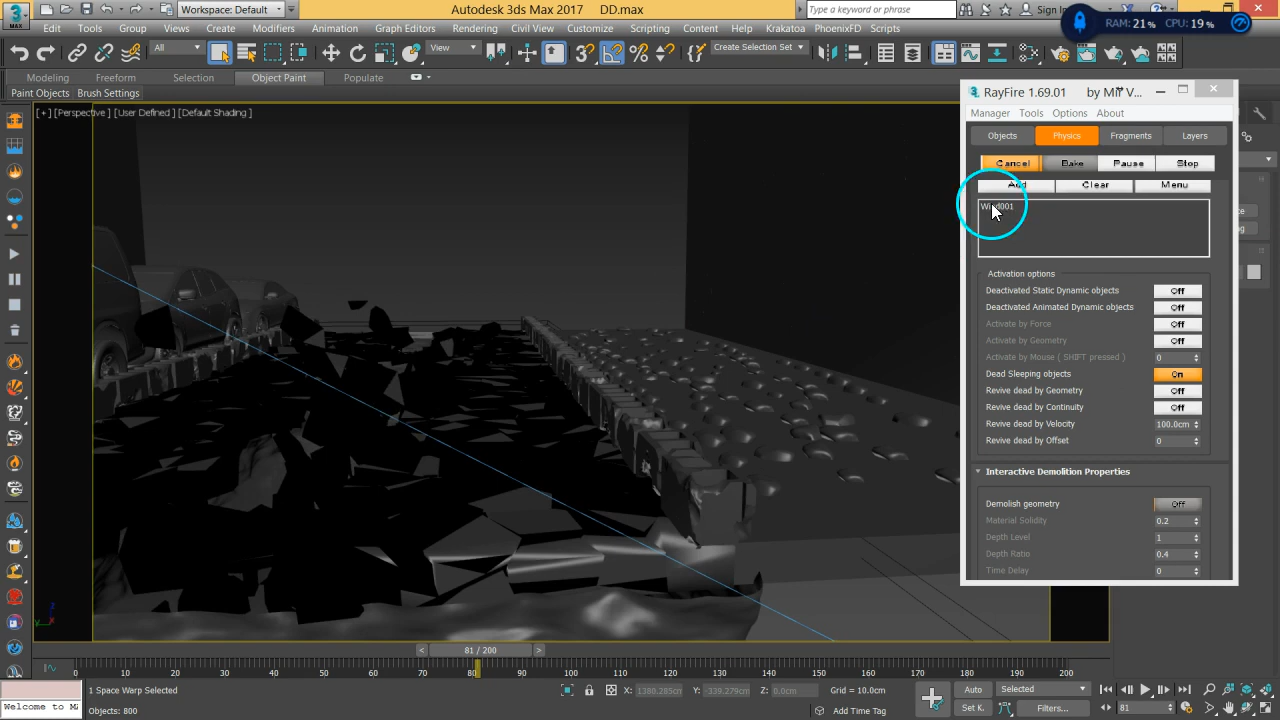 Workspace: Default
Autodesk 3ds Max 2017 DD.max
Type a keyword or phrase
Sign In
RAM: 21 % CPU: 19 %
3 MAX
Edit Tools Group Views Create Modifiers Animation Graph Editors Rendering Civil View Customize Scripting Content Help Krakatoa PhoenixFD Scripts
All View Create Selection Set
Modeling Freeform Selection Object Paint Populate
Paint Objects Brush Settings
[ + ] [Perspective ] [User Defined ] [Default Shading ]
RayFire 1.69.01 by Mir V...
Manager Tools Options About
Objects Physics Fragments Layers
Cancel Bake Pause Stop
Add Clear Menu
Wind001
Activation options
Deactivated Static Dynamic objects Off
Deactivated Animated Dynamic objects Off
Activate by Force Off
Activate by Geometry Off
Activate by Mouse ( SHIFT pressed ) 0
Dead Sleeping objects On
Revive dead by Geometry Off
Revive dead by Continuity Off
Revive dead by Velocity 100.0cm
Revive dead by Offset 0
Interactive Demolition Properties
Demolish geometry Off
Material Solidity 0.2
Depth Level 1
Depth Ratio 0.4
Time Delay 0
z
y x
< 81 / 200 >
0 10 20 30 40 50 60 70 80 90 100 110 120 130 140 150 160 170 180 190 200
1 Space Warp Selected
X: 1380.285cm Y: -339.279cm Z: 0.0cm Grid = 10.0cm
Auto Selected
Welcome to M
Objects: 800
Add Time Tag
Set K. Filters... 81